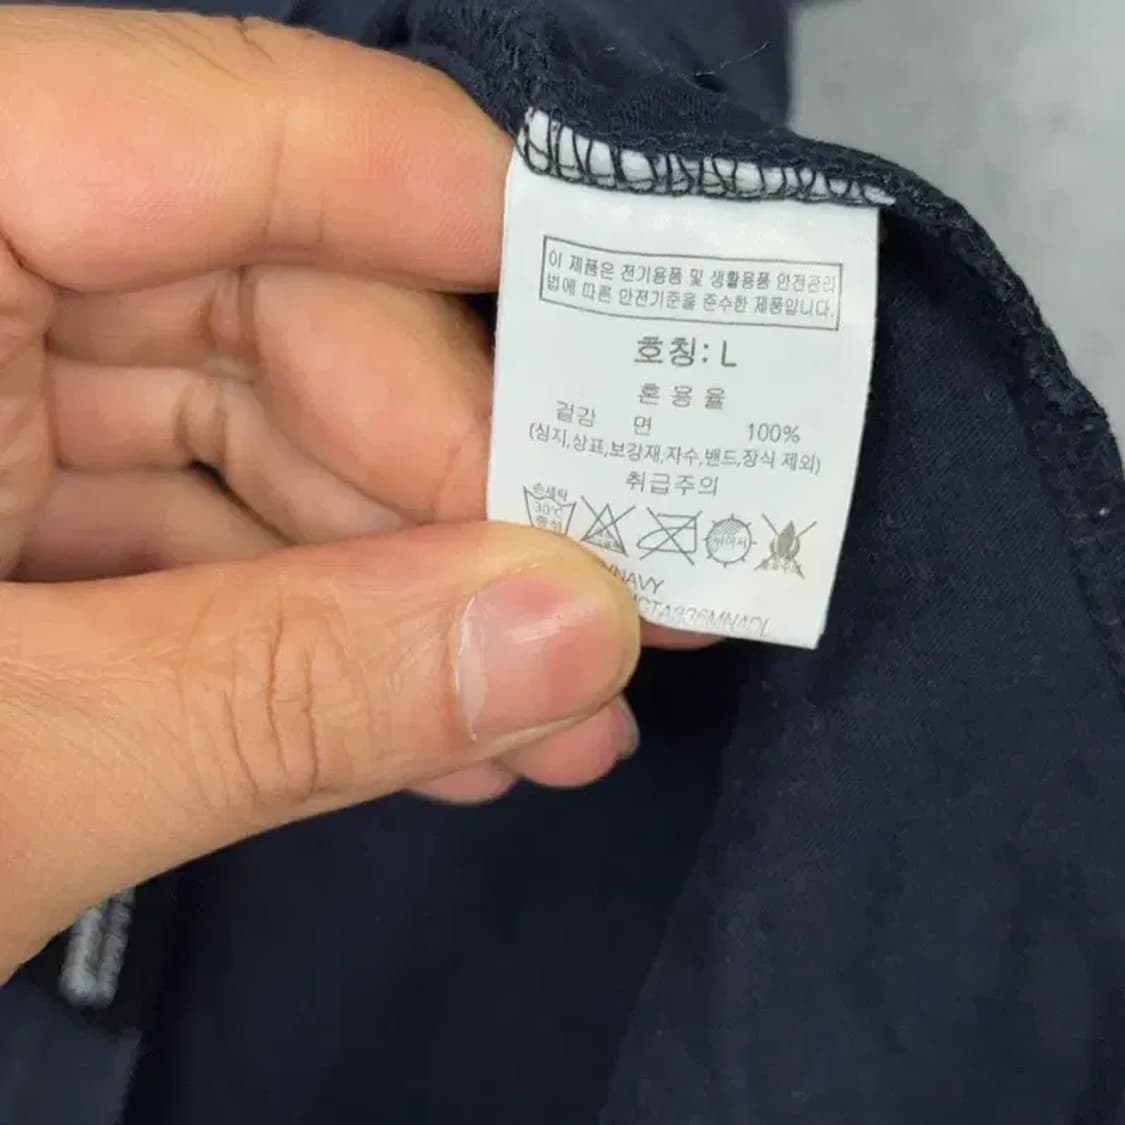 이 제품은 전기용품 및 생활용품 안전관리
법에 따른 안전기준을 준수한 제품입니다.
호칭: L
혼용율
겉감 면 100%
(심지,상표,보강재,자수,밴드,장식 제외)
취급주의
손세탁
30℃
중성
뉘어서
NAVY